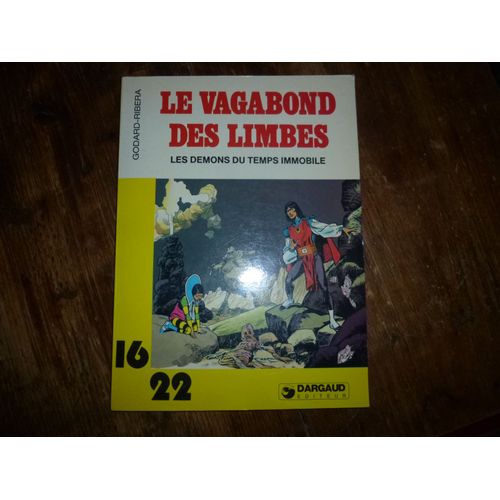 GODARD-RIBERA
LE VAGABOND
DES LIMBES
LES DEMONS DU TEMPS IMMOBILE
16
22
DARGAUD
EDITEUR